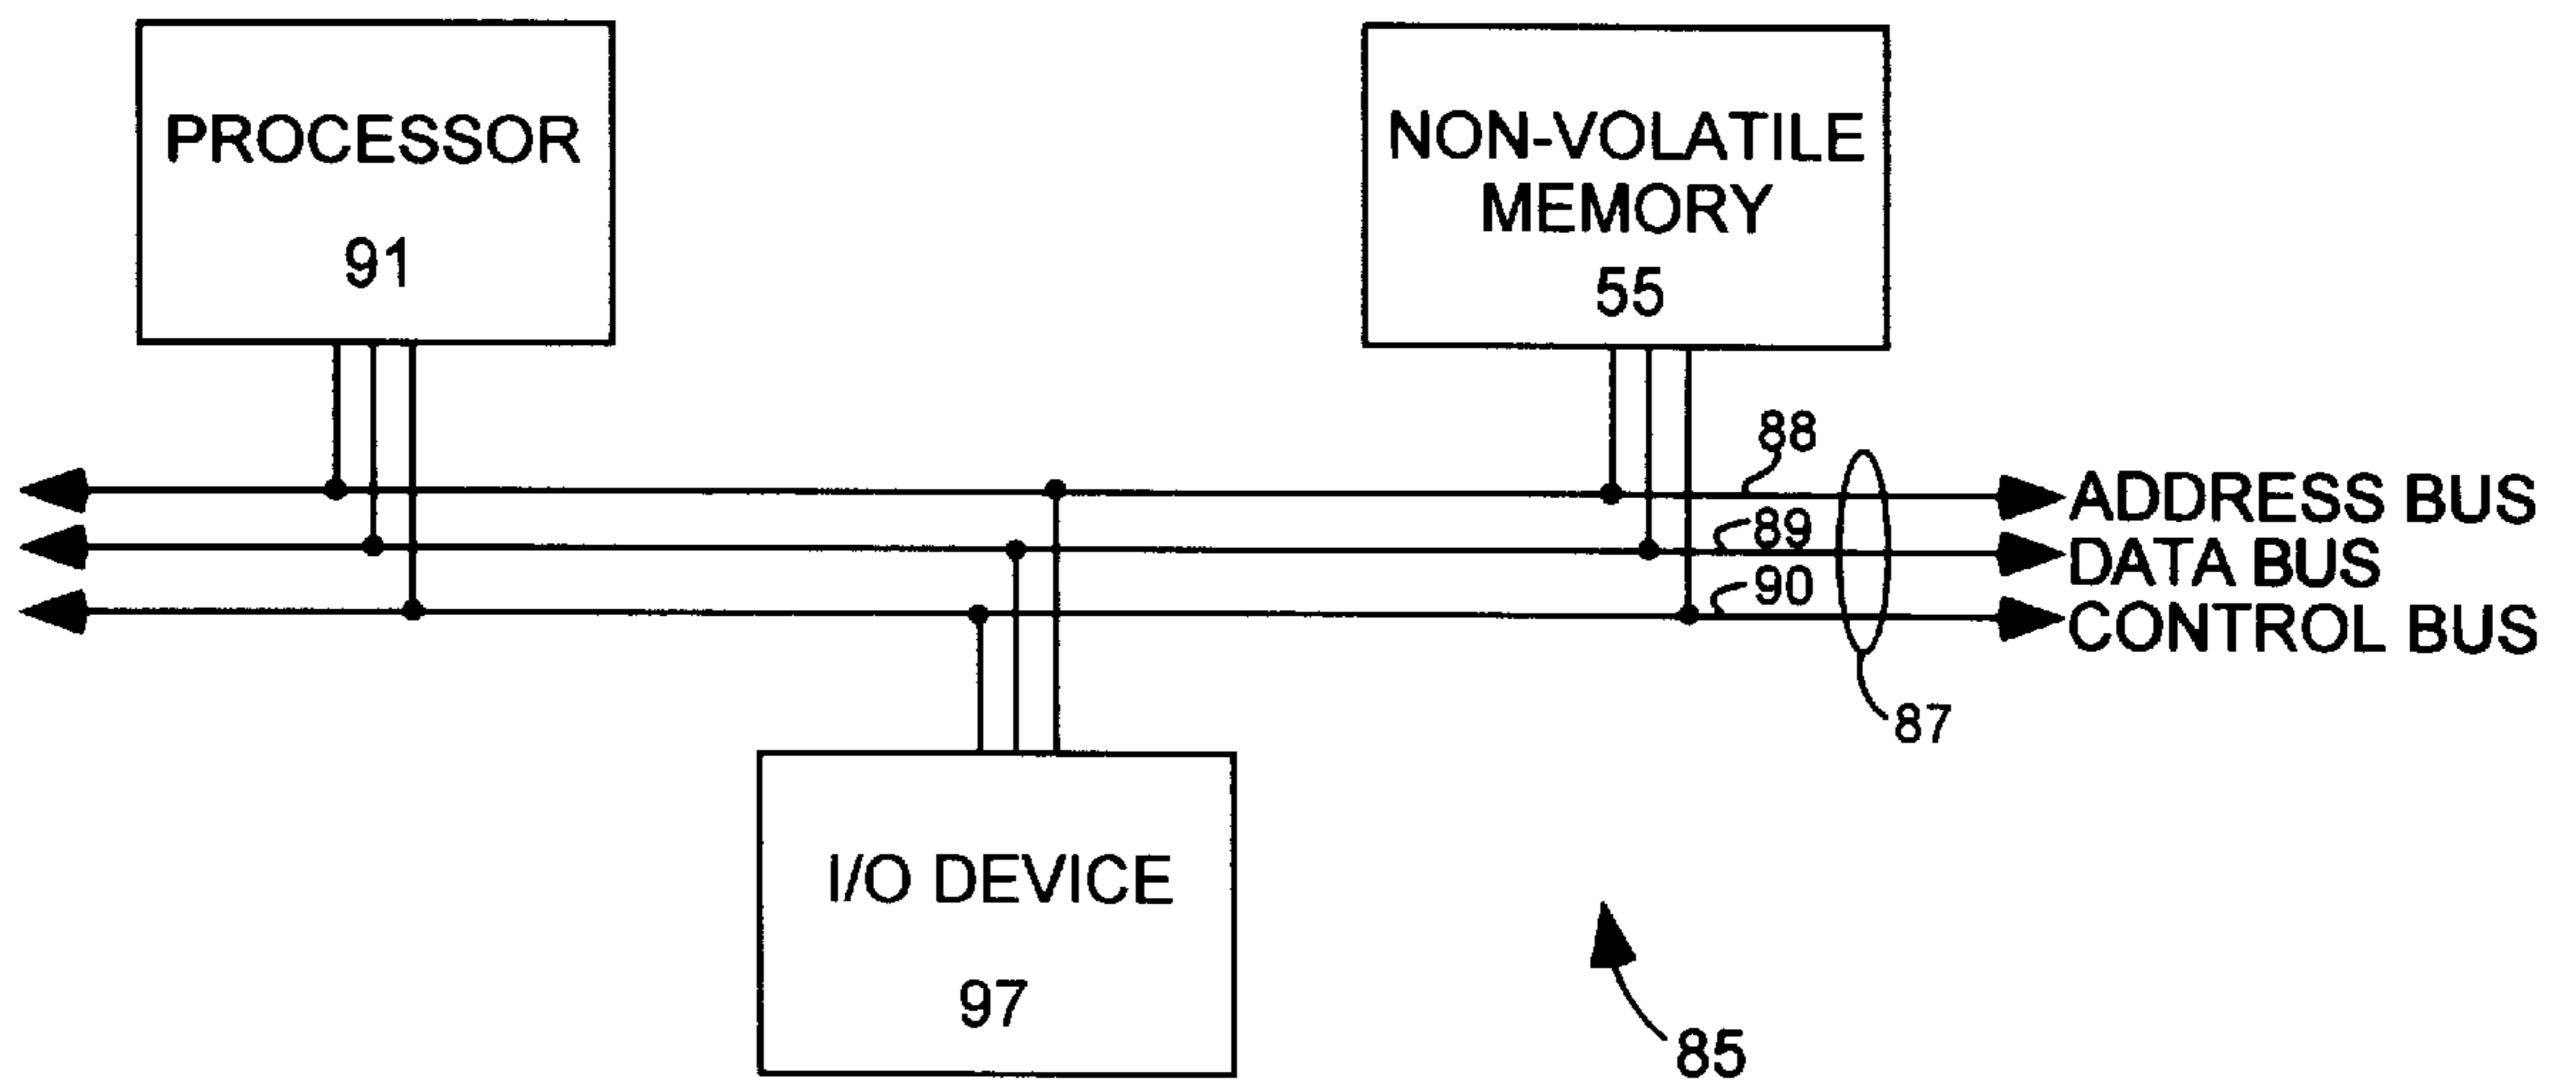 PROCESSOR
91
NON-VOLATILE
MEMORY
55
88
ADDRESS BUS
89
DATA BUS
90
CONTROL BUS
87
I/O DEVICE
97
85